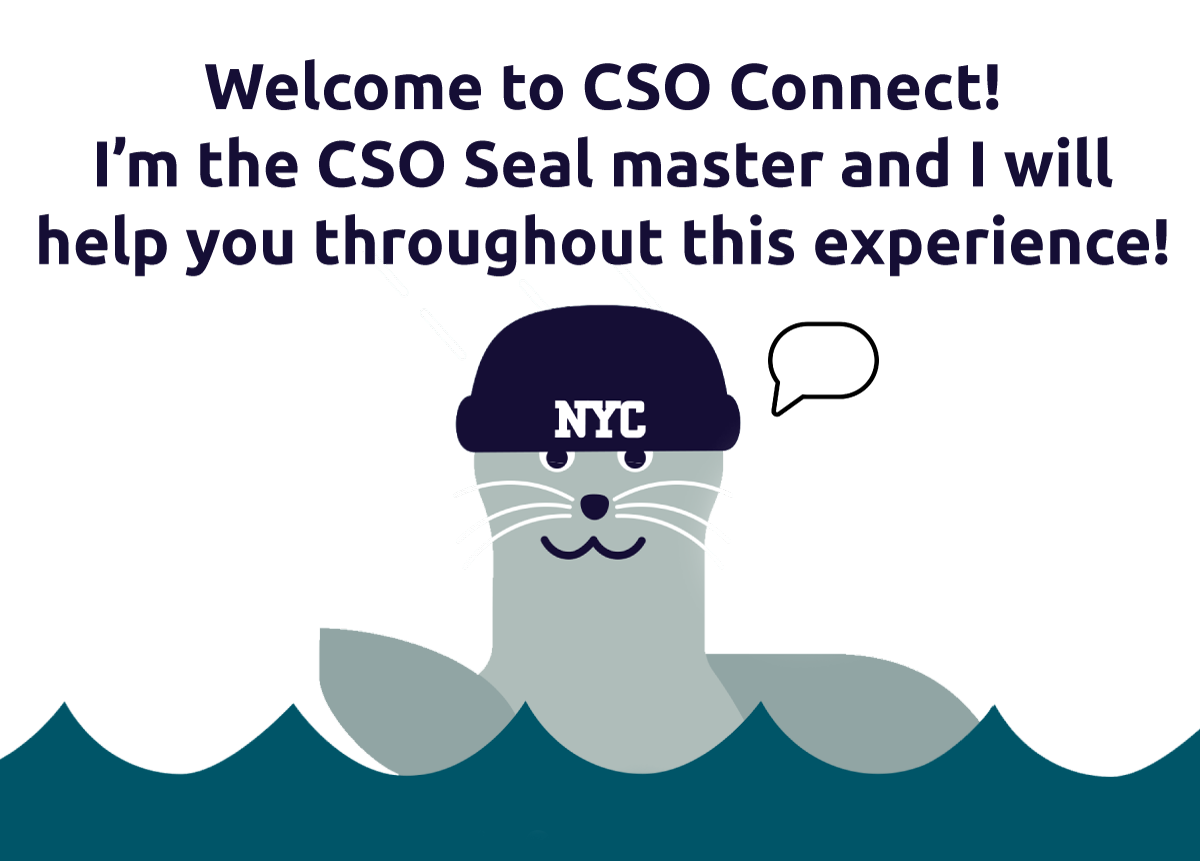 Welcome to CSO Connect!
I’m the CSO Seal master and I will
help you throughout this experience!
NYC